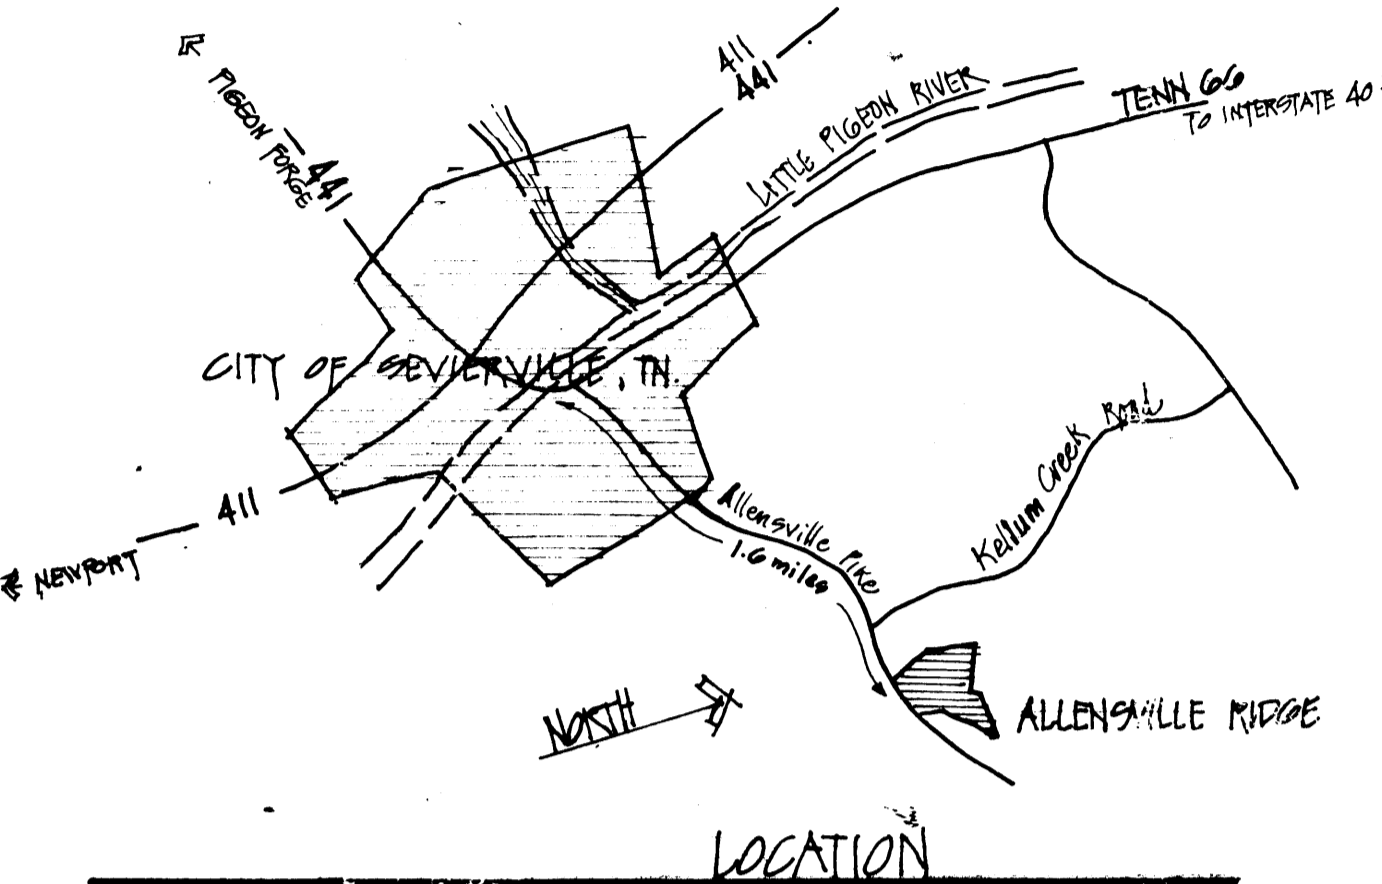 411
441
PIGEON FORGE
441
LITTLE PIGEON RIVER
TENN 66
TO INTERSTATE 40
CITY OF SEVIERVILLE, TN.
Kellum Creek Road
411
Allensville Pike
1.6 miles
NEWPORT
NORTH
ALLENSVILLE RIDGE
LOCATION